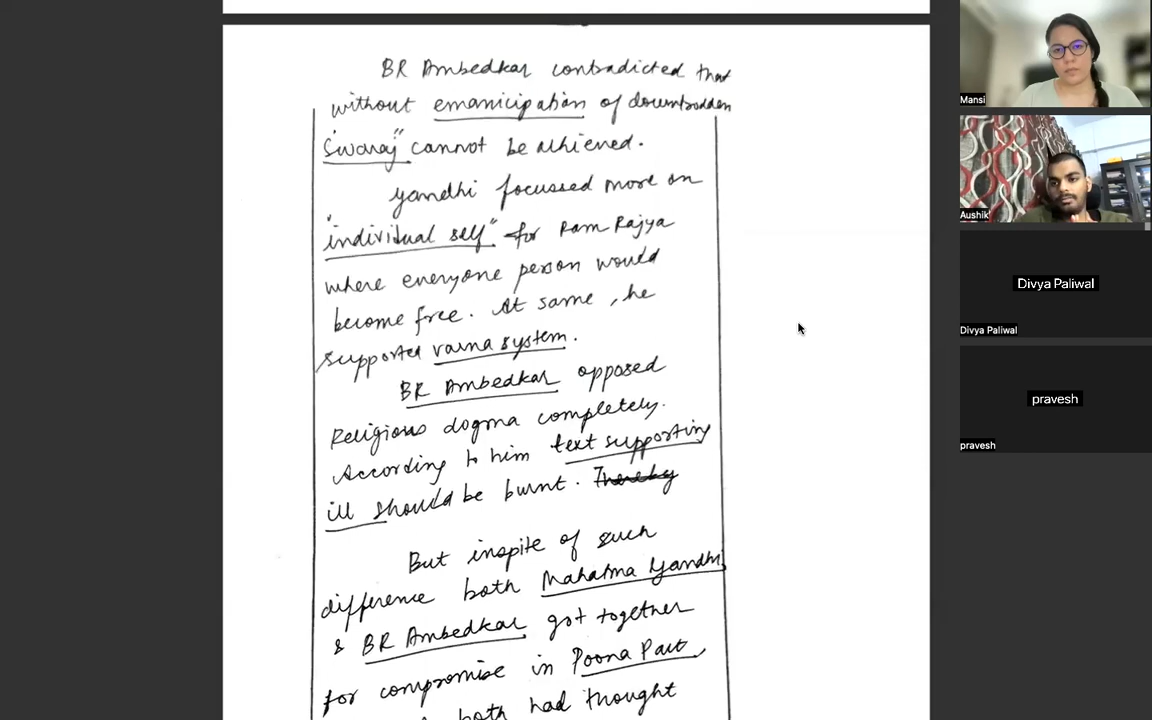 BR Ambedkar contradicted that
without emanicipation of downtrodden
"Swaraj" cannot be achieved.
Gandhi focussed more on
"individual self" for Ram Rajya
where everyone person would
become free. At same, he
supported varna system.
BR Ambedkar opposed
Religious dogma completely.
According to him text supporting
ill should be burnt. Thereby
But inspite of such
difference both Mahatma Gandhi
& BR Ambedkar got together
for compromise in Poona Pact
both had thought
Mansi
Aushik
Divya Paliwal
Divya Paliwal
pravesh
pravesh